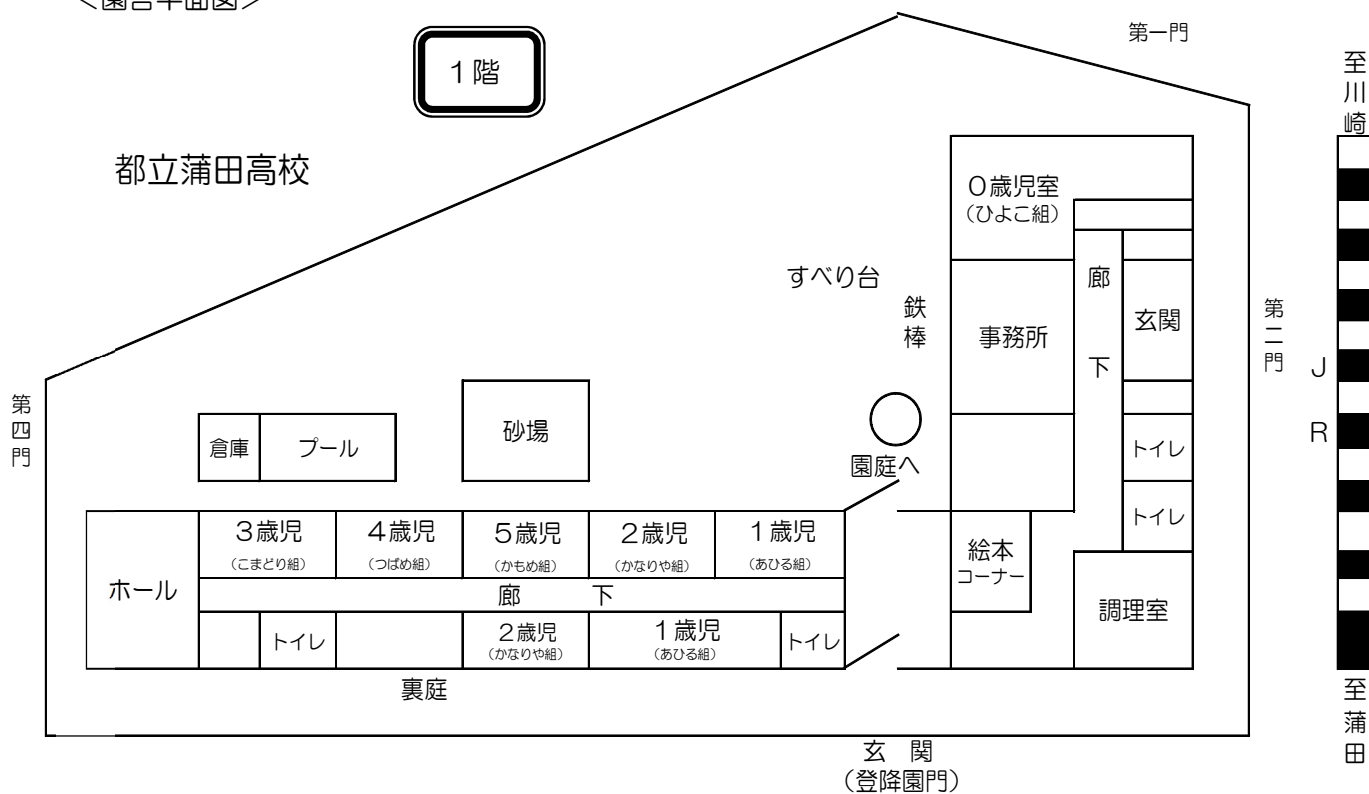 ＜園舎平面図＞
１階
第一門
至川崎
都立蒲田高校
０歳児室
（ひよこ組）
すべり台
鉄棒
事務所
廊下
玄関
第二門
ＪＲ
第四門
倉庫
プール
砂場
園庭へ
トイレ
トイレ
３歳児
（こまどり組）
４歳児
（つばめ組）
５歳児
（かもめ組）
２歳児
（かなりや組）
１歳児
（あひる組）
絵本
コーナー
ホール
廊下
調理室
トイレ
２歳児
（かなりや組）
１歳児
（あひる組）
トイレ
裏庭
至蒲田
玄関
（登降園門）